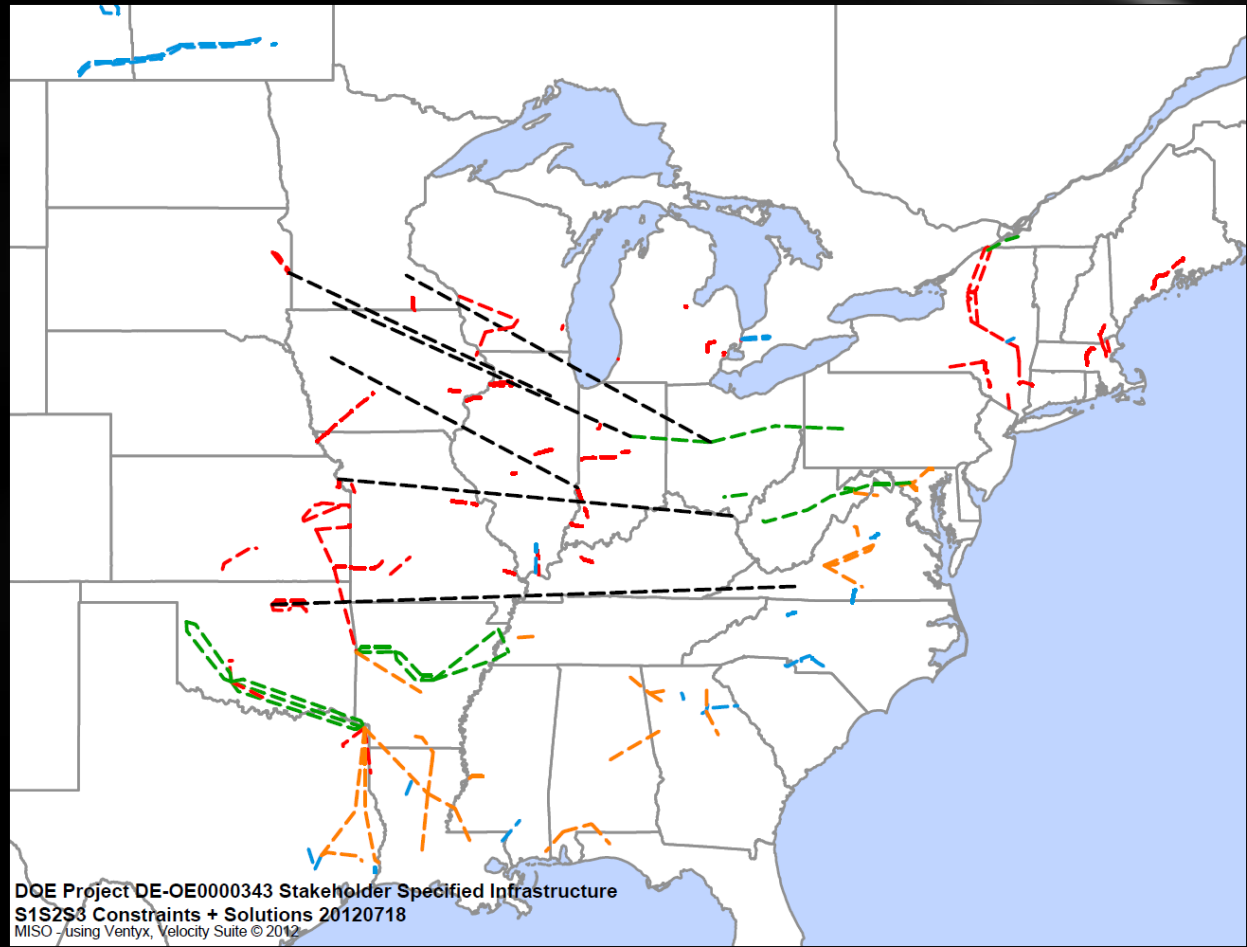 DOE Project DE-OE0000343 Stakeholder Specified Infrastructure
S1S2S3 Constraints + Solutions 20120718
MISO - using Ventyx, Velocity Suite © 2012